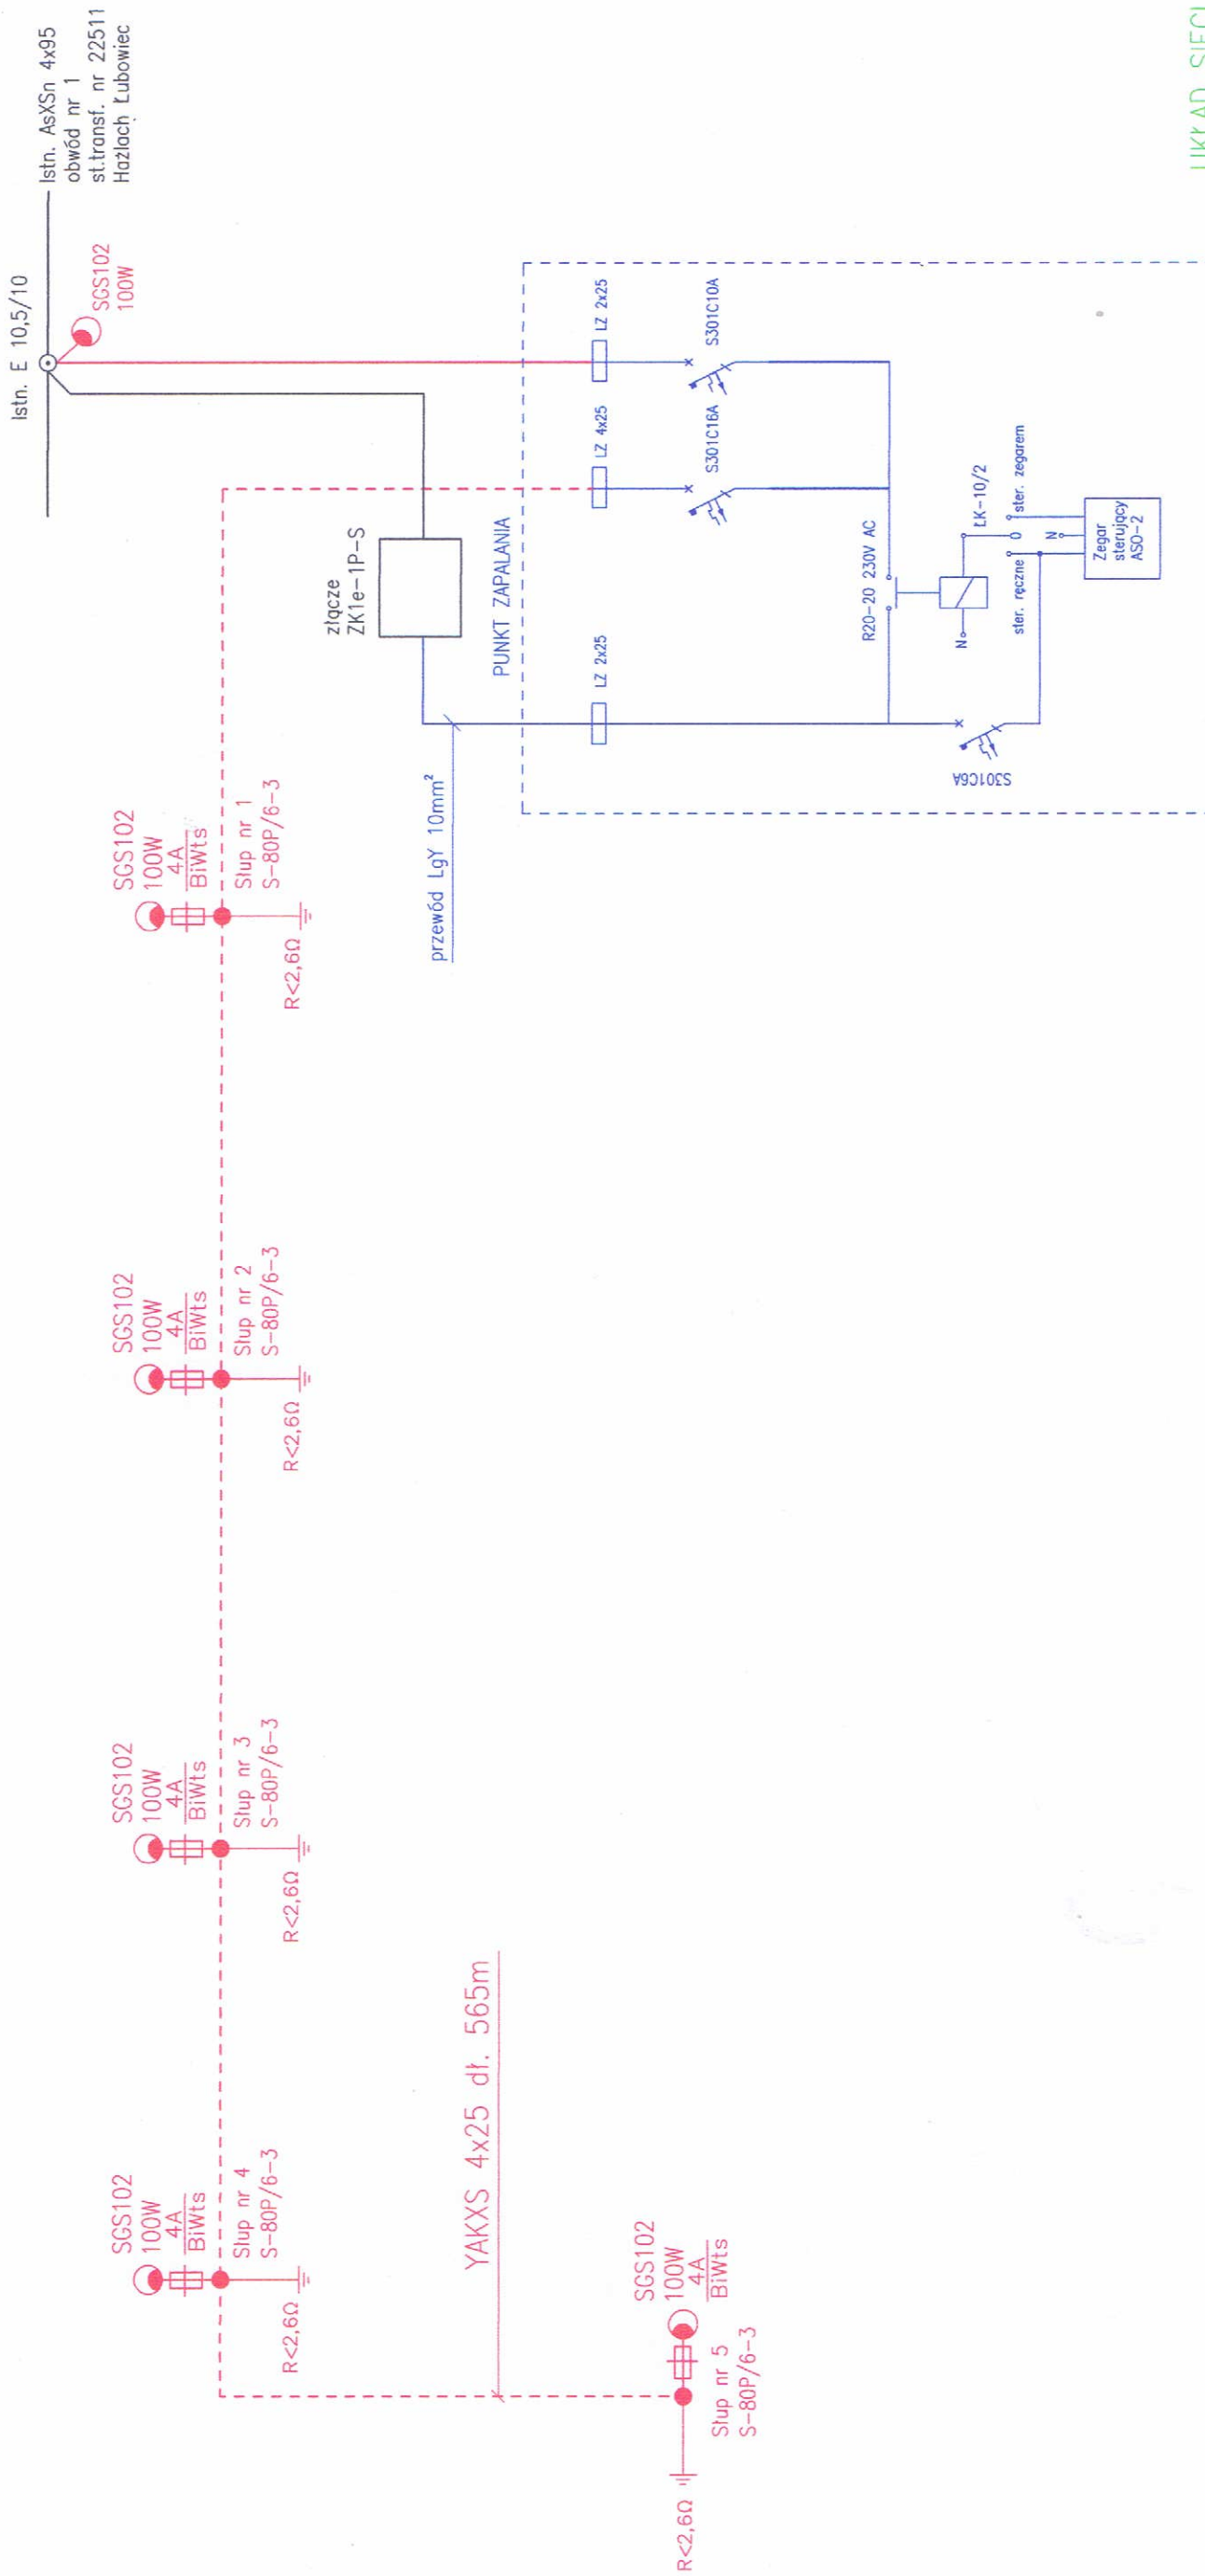 Istn. E 10,5/10
Istn. AsXSn 4x95
obwód nr 1
st.transf. nr 22511
Hażlach Łubowiec
SGS102
100W
SGS102
100W
4A
BiWts
Słup nr 4
S-80P/6-3
R<2,6Ω
SGS102
100W
4A
BiWts
Słup nr 3
S-80P/6-3
R<2,6Ω
SGS102
100W
4A
BiWts
Słup nr 2
S-80P/6-3
R<2,6Ω
SGS102
100W
4A
BiWts
Słup nr 1
S-80P/6-3
R<2,6Ω
złącze
ZK1e-1P-S
YAKXS 4x25 dł. 565m
przewód LgY 10mm²
PUNKT ZAPALANIA
LZ 2x25
LZ 4x25
LZ 2x25
SGS102
100W
4A
BiWts
Słup nr 5
S-80P/6-3
R<2,6Ω
S301C16A
S301C10A
R20-20 230V AC
S301C6A
N
ŁK-10/2
ster. ręczne
0
ster. zegarem
N
Zegar
sterujący
ASO-2
UKŁAD SIECI